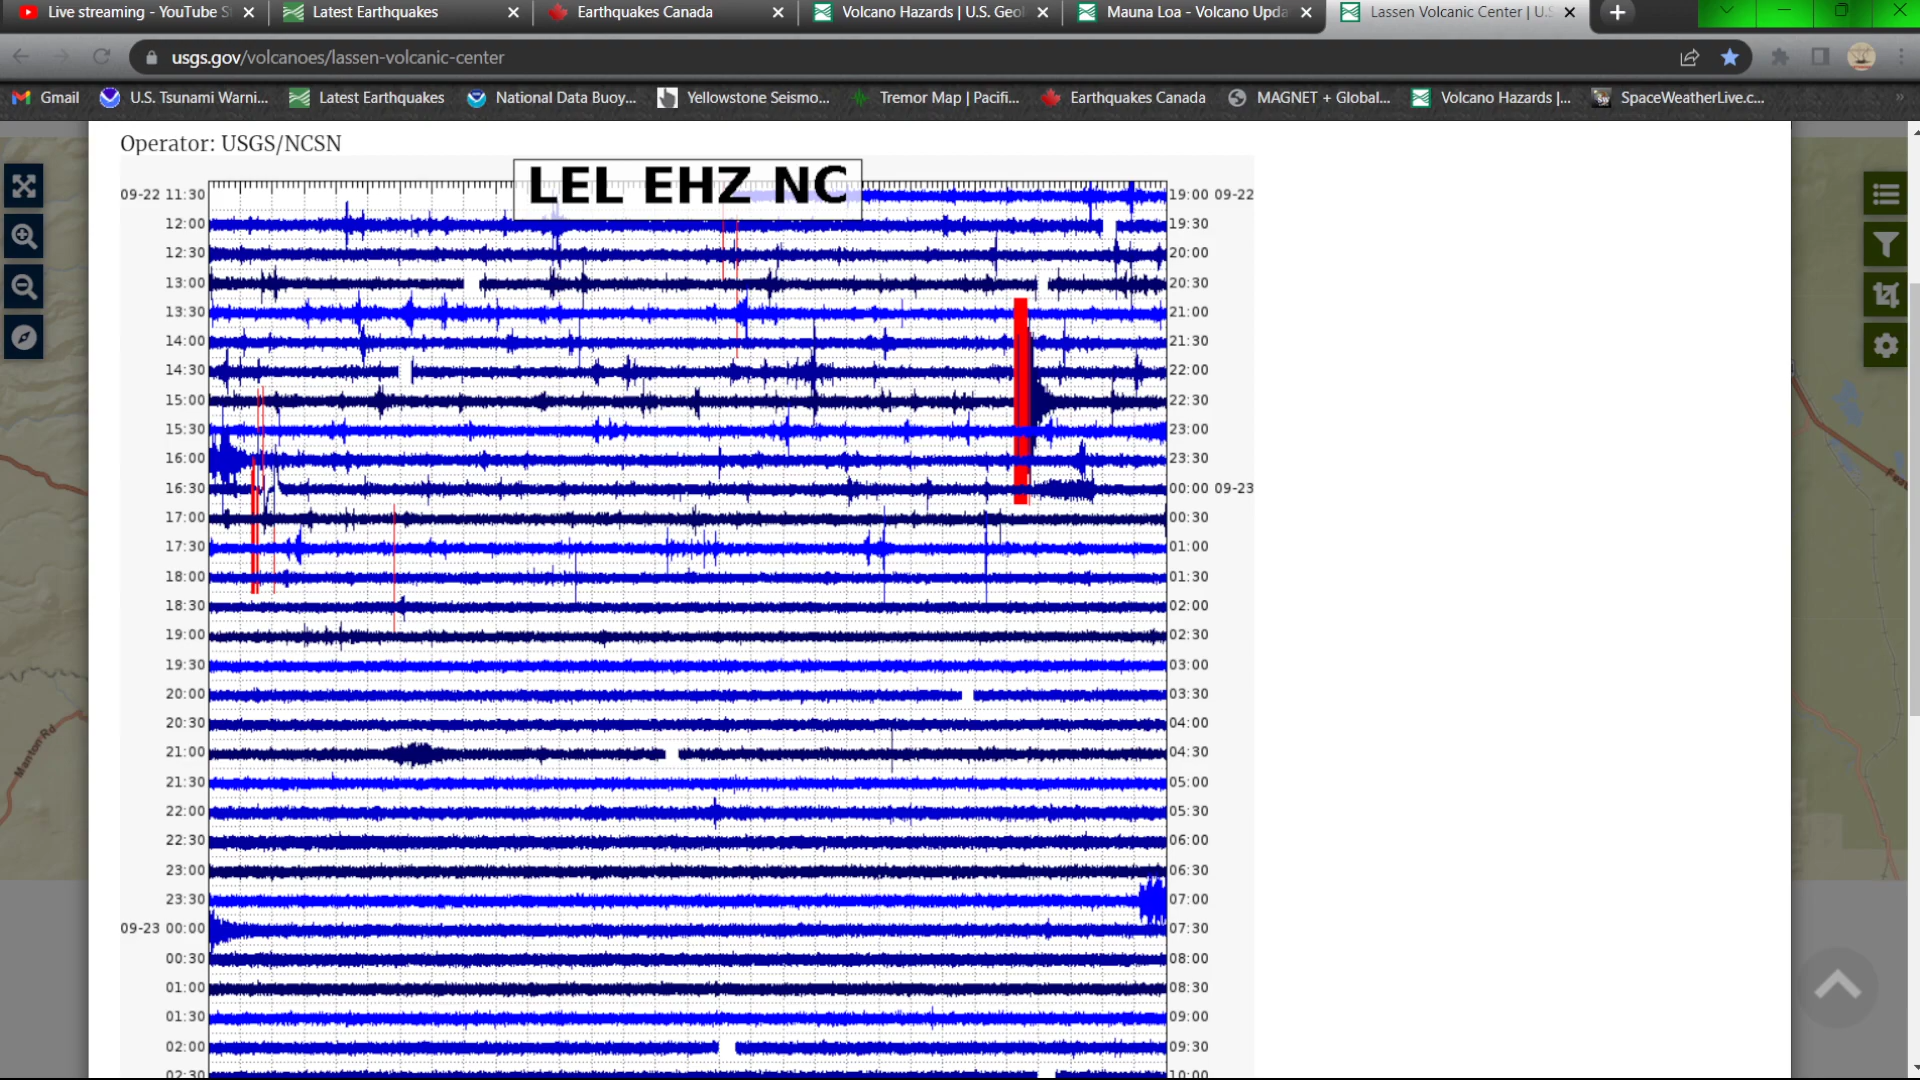 Live streaming - YouTube S
Latest Earthquakes
Earthquakes Canada
Volcano Hazards | U.S. Geol
Mauna Loa - Volcano Upda
Lassen Volcanic Center | U.S
usgs.gov/volcanoes/lassen-volcanic-center
Gmail
U.S. Tsunami Warni...
Latest Earthquakes
National Data Buoy...
Yellowstone Seismo...
Tremor Map | Pacifi...
Earthquakes Canada
MAGNET + Global...
Volcano Hazards |...
SpaceWeatherLive.c...
Operator: USGS/NCSN
LEL EHZ NC
09-22 11:30 19:00 09-22
12:00 19:30
12:30 20:00
13:00 20:30
13:30 21:00
14:00 21:30
14:30 22:00
15:00 22:30
15:30 23:00
16:00 23:30
16:30 00:00 09-23
17:00 00:30
17:30 01:00
18:00 01:30
18:30 02:00
19:00 02:30
19:30 03:00
20:00 03:30
20:30 04:00
21:00 04:30
21:30 05:00
22:00 05:30
22:30 06:00
23:00 06:30
23:30 07:00
09-23 00:00 07:30
00:30 08:00
01:00 08:30
01:30 09:00
02:00 09:30
02:30 10:00
Manton Rd